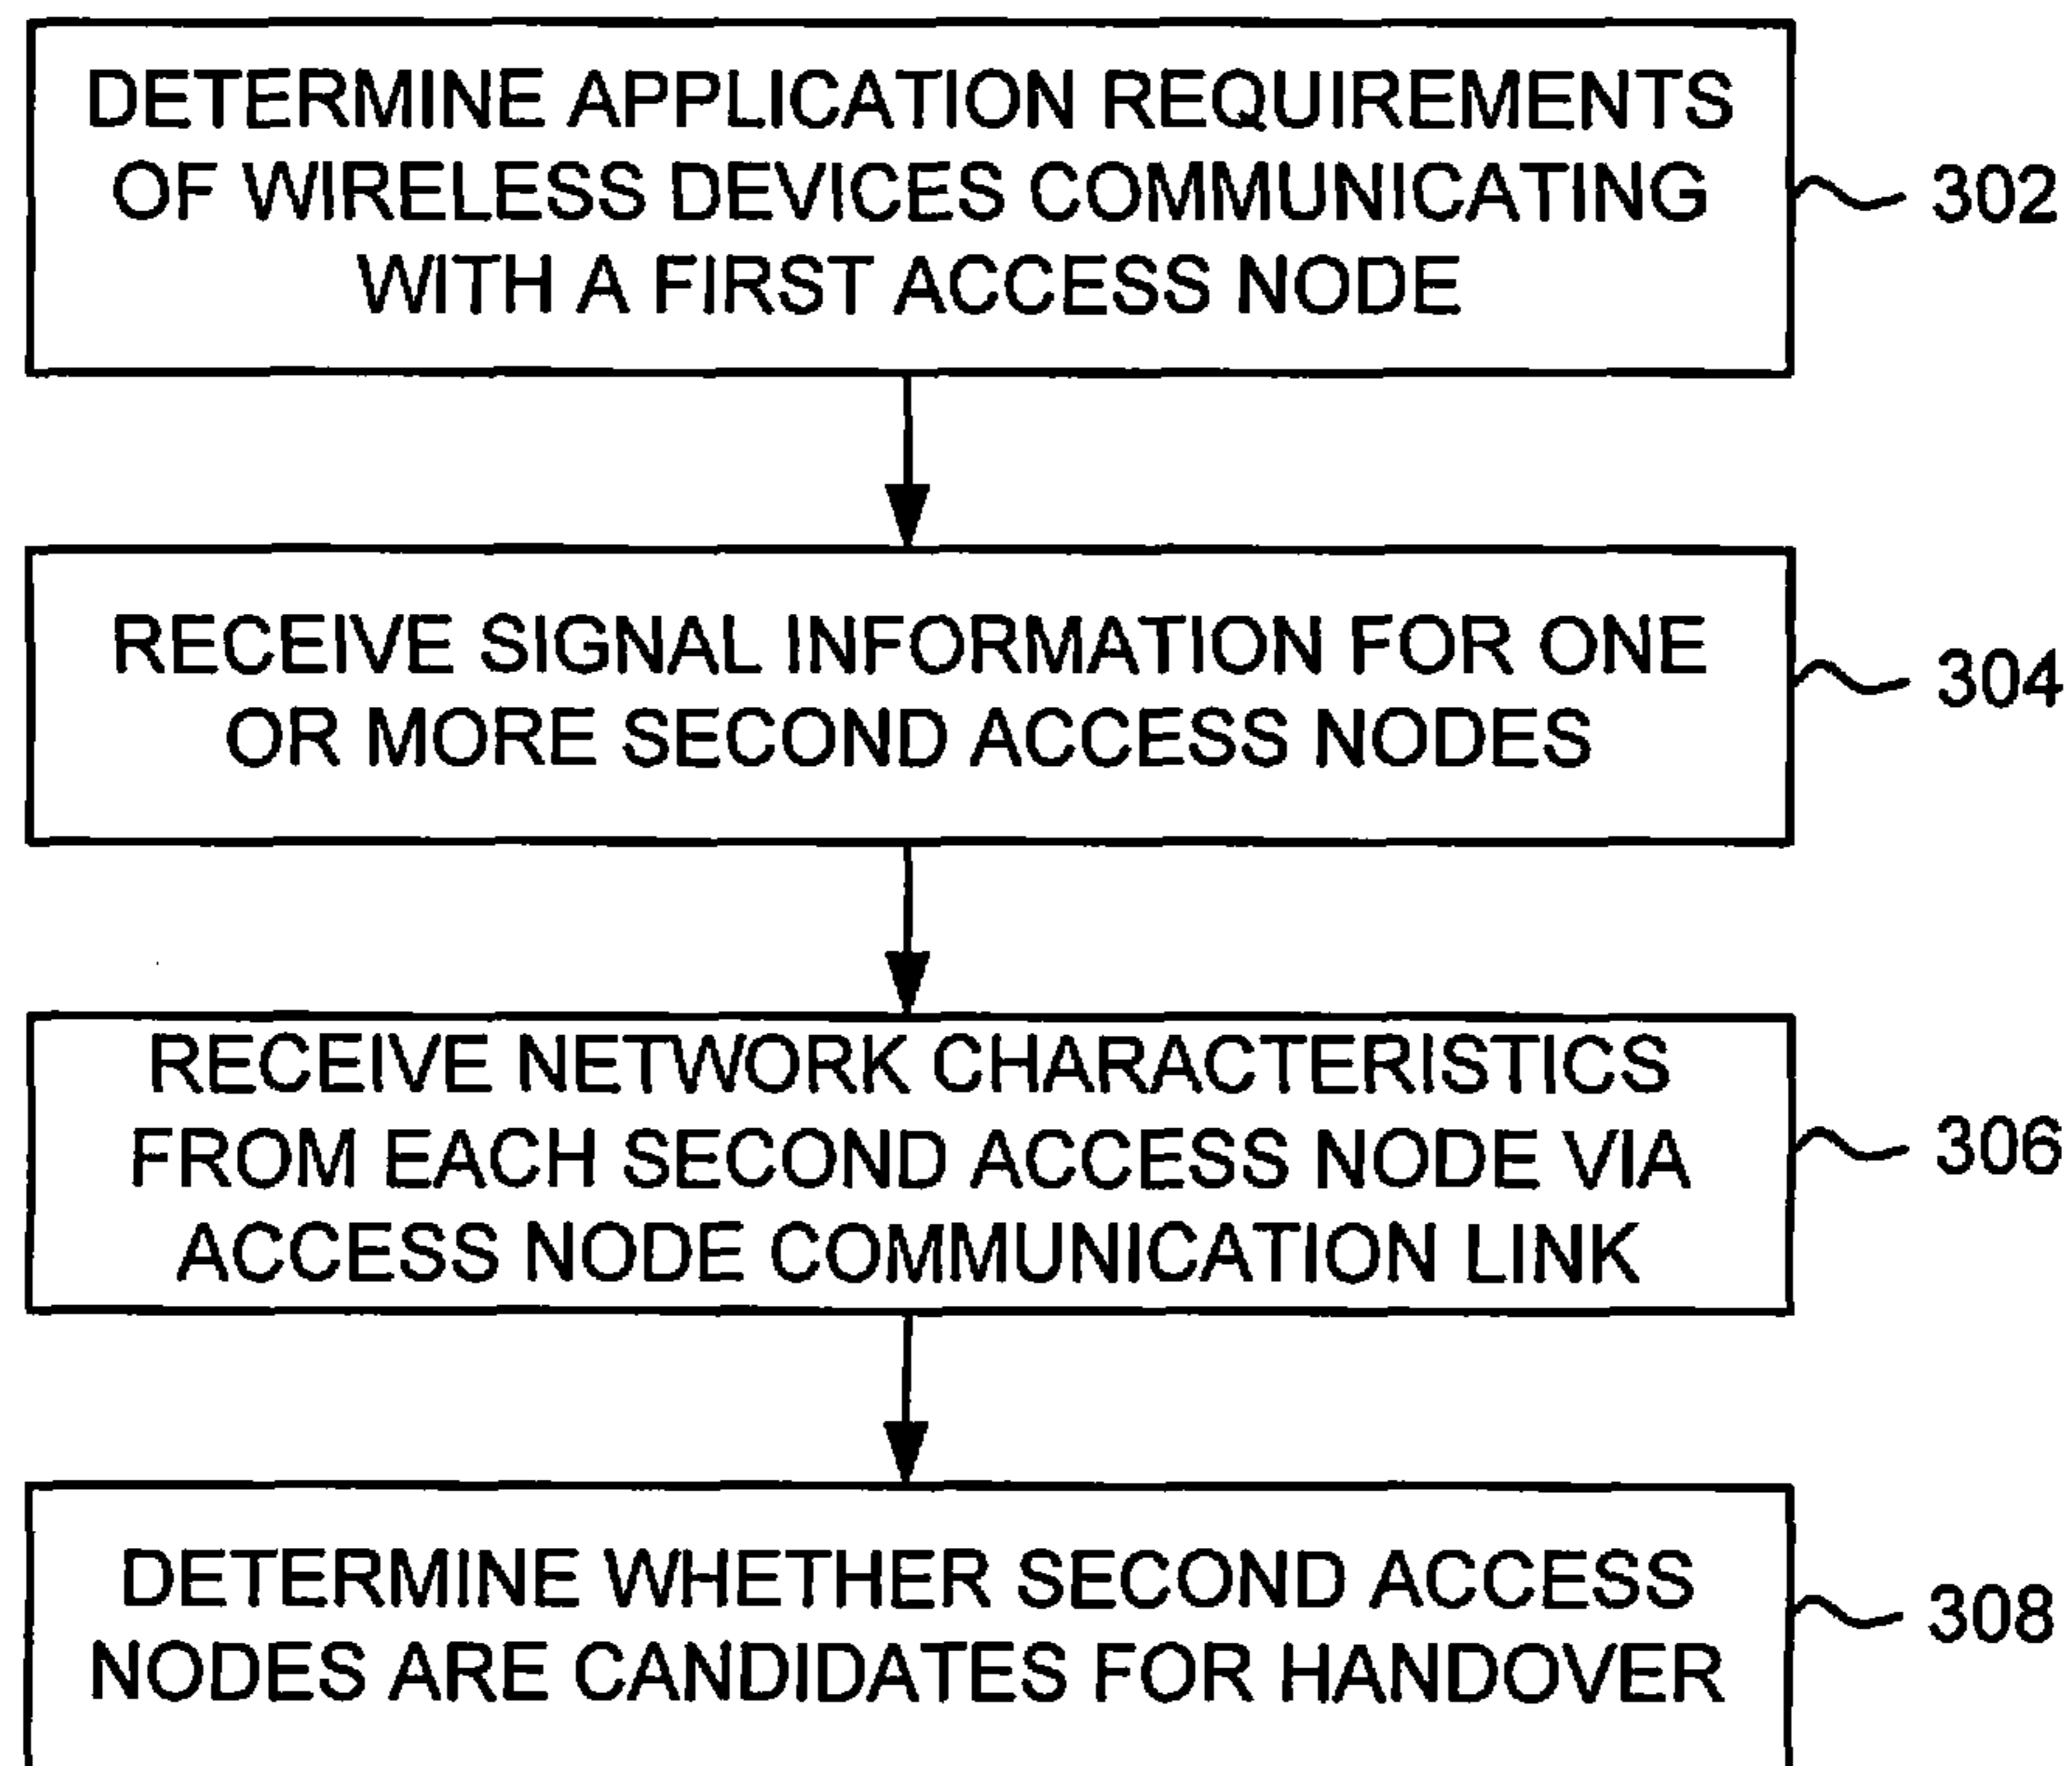 DETERMINE APPLICATION REQUIREMENTS
OF WIRELESS DEVICES COMMUNICATING
WITH A FIRST ACCESS NODE
302
RECEIVE SIGNAL INFORMATION FOR ONE
OR MORE SECOND ACCESS NODES
304
RECEIVE NETWORK CHARACTERISTICS
FROM EACH SECOND ACCESS NODE VIA
ACCESS NODE COMMUNICATION LINK
306
DETERMINE WHETHER SECOND ACCESS
NODES ARE CANDIDATES FOR HANDOVER
308